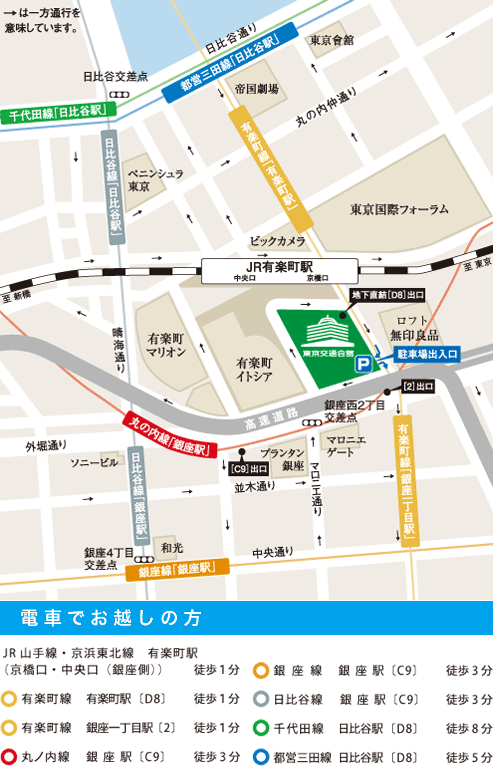 →は一方通行を
意味しています。
日比谷通り
東京會舘
日比谷交差点
都営三田線「日比谷駅」
帝国劇場
千代田線「日比谷駅」
丸の内仲通り
日比谷線「日比谷駅」
有楽町線「有楽町駅」
ペニンシュラ
東京
東京国際フォーラム
ビックカメラ
JR有楽町駅
中央口 京橋口
至 新橋
至 東京
地下直結[D8]出口
晴海通り
有楽町
マリオン
有楽町
イトシア
東京交通会館
ロフト
無印良品
P
駐車場出入口
[2]出口
高速道路
銀座西2丁目
交差点
丸の内線「銀座駅」
有楽町線「銀座一丁目駅」
外堀通り
ソニービル
日比谷線「銀座駅」
[C9]出口
プランタン
銀座
マロニエ
ゲート
並木通り
マロニエ通り
和光
銀座4丁目
交差点
中央通り
銀座線「銀座駅」
電車でお越しの方
JR山手線・京浜東北線 有楽町駅
（京橋口・中央口（銀座側）） 徒歩1分
銀座線 銀座駅〔C9〕 徒歩3分
有楽町線 有楽町駅〔D8〕 徒歩1分
日比谷線 銀座駅〔C9〕 徒歩3分
有楽町線 銀座一丁目駅〔2〕 徒歩1分
千代田線 日比谷駅〔D8〕 徒歩8分
丸ノ内線 銀座駅〔C9〕 徒歩3分
都営三田線 日比谷駅〔D8〕 徒歩5分